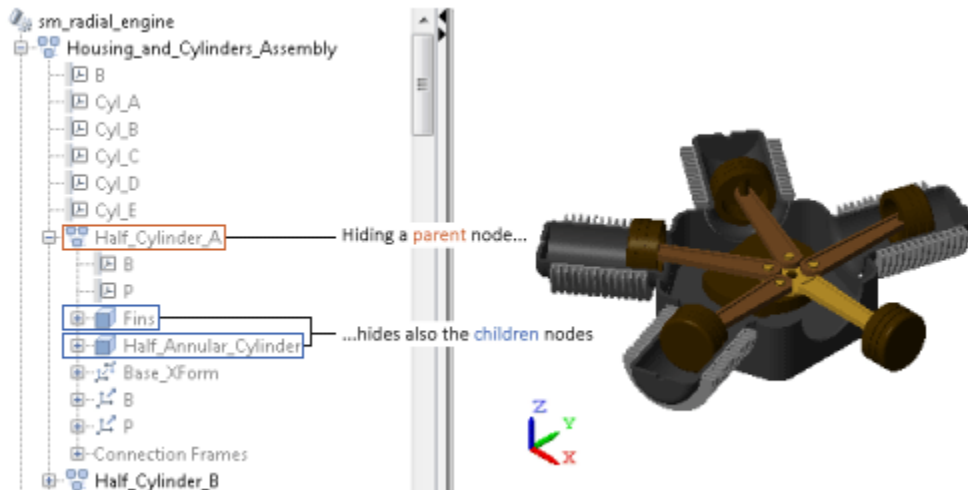 sm_radial_engine
Housing_and_Cylinders_Assembly
B
Cyl_A
Cyl_B
Cyl_C
Cyl_D
Cyl_E
Half_Cylinder_A
Hiding a parent node...
B
P
Fins
...hides also the children nodes
Half_Annular_Cylinder
Base_XForm
B
P
Connection Frames
Half_Cylinder_B
Z
Y
X